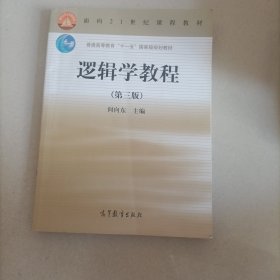 面向21世纪课程教材
普通高等教育“十一五”国家级规划教材
逻辑学教程
(第三版)
何向东 主编
高等教育出版社